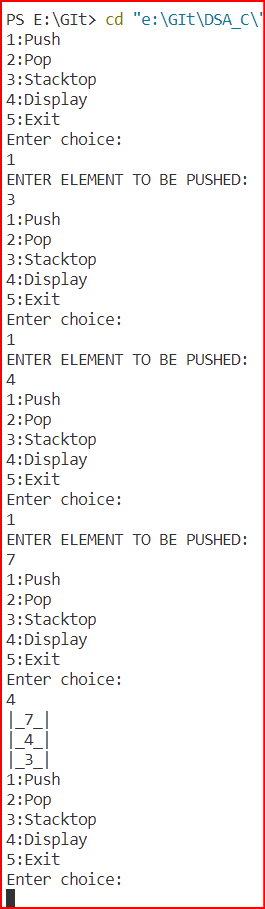 PS E:\GIt> cd "e:\GIt\DSA_C\"
1:Push
2:Pop
3:Stacktop
4:Display
5:Exit
Enter choice:
1
ENTER ELEMENT TO BE PUSHED:
3
1:Push
2:Pop
3:Stacktop
4:Display
5:Exit
Enter choice:
1
ENTER ELEMENT TO BE PUSHED:
4
1:Push
2:Pop
3:Stacktop
4:Display
5:Exit
Enter choice:
1
ENTER ELEMENT TO BE PUSHED:
7
1:Push
2:Pop
3:Stacktop
4:Display
5:Exit
Enter choice:
4
|_7_|
|_4_|
|_3_|
1:Push
2:Pop
3:Stacktop
4:Display
5:Exit
Enter choice: